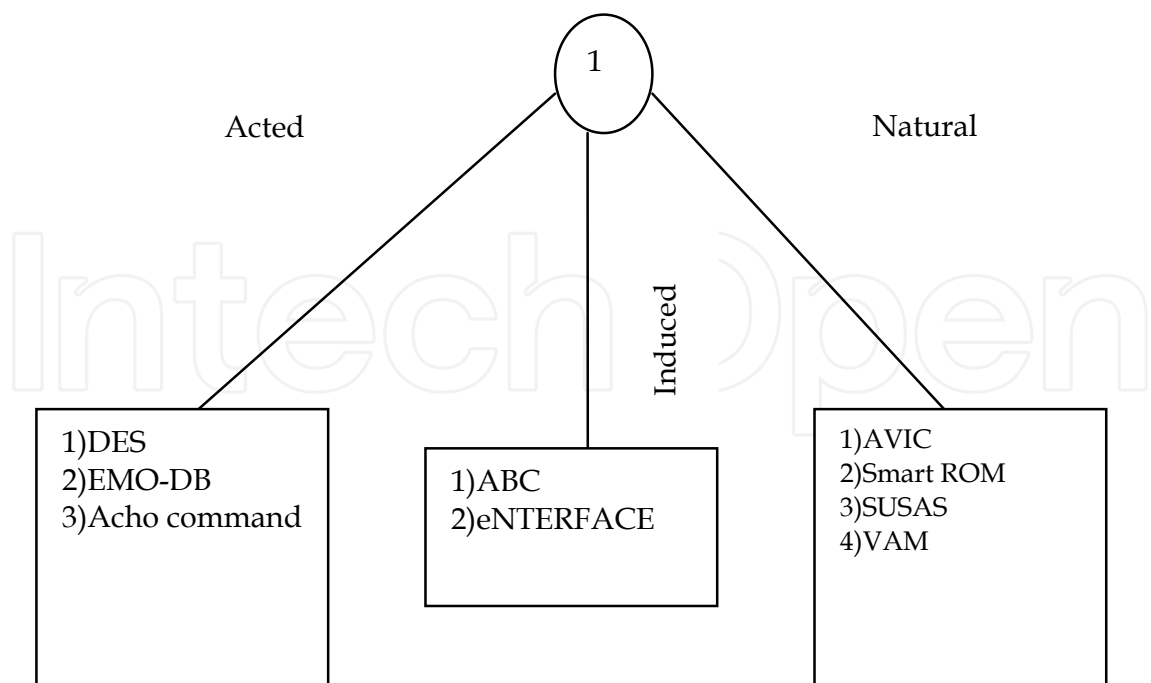 1
Acted
Natural
Induced
1)DES
2)EMO-DB
3)Acho command
1)ABC
2)eNTERFACE
1)AVIC
2)Smart ROM
3)SUSAS
4)VAM
IntechOpen